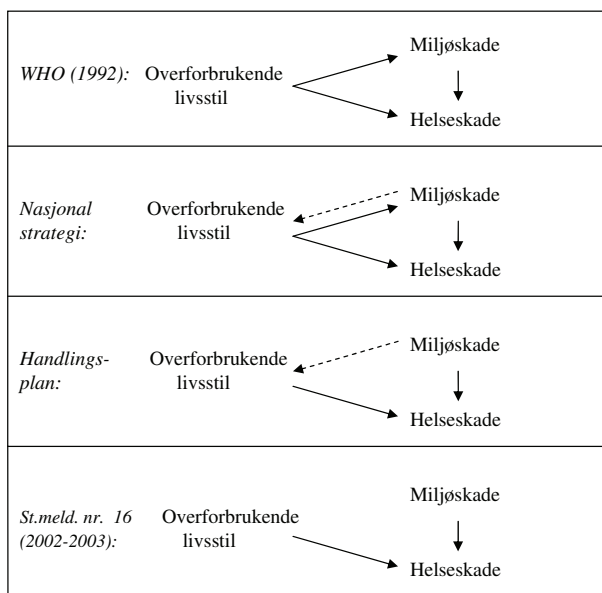 Miljøskade
WHO (1992): Overforbrukende
livsstil
Helseskade
Nasjonal strategi:
Overforbrukende
livsstil
Miljøskade
Helseskade
Handlings-
plan:
Overforbrukende
livsstil
Miljøskade
Helseskade
St.meld. nr. 16
(2002-2003):
Overforbrukende
livsstil
Miljøskade
Helseskade